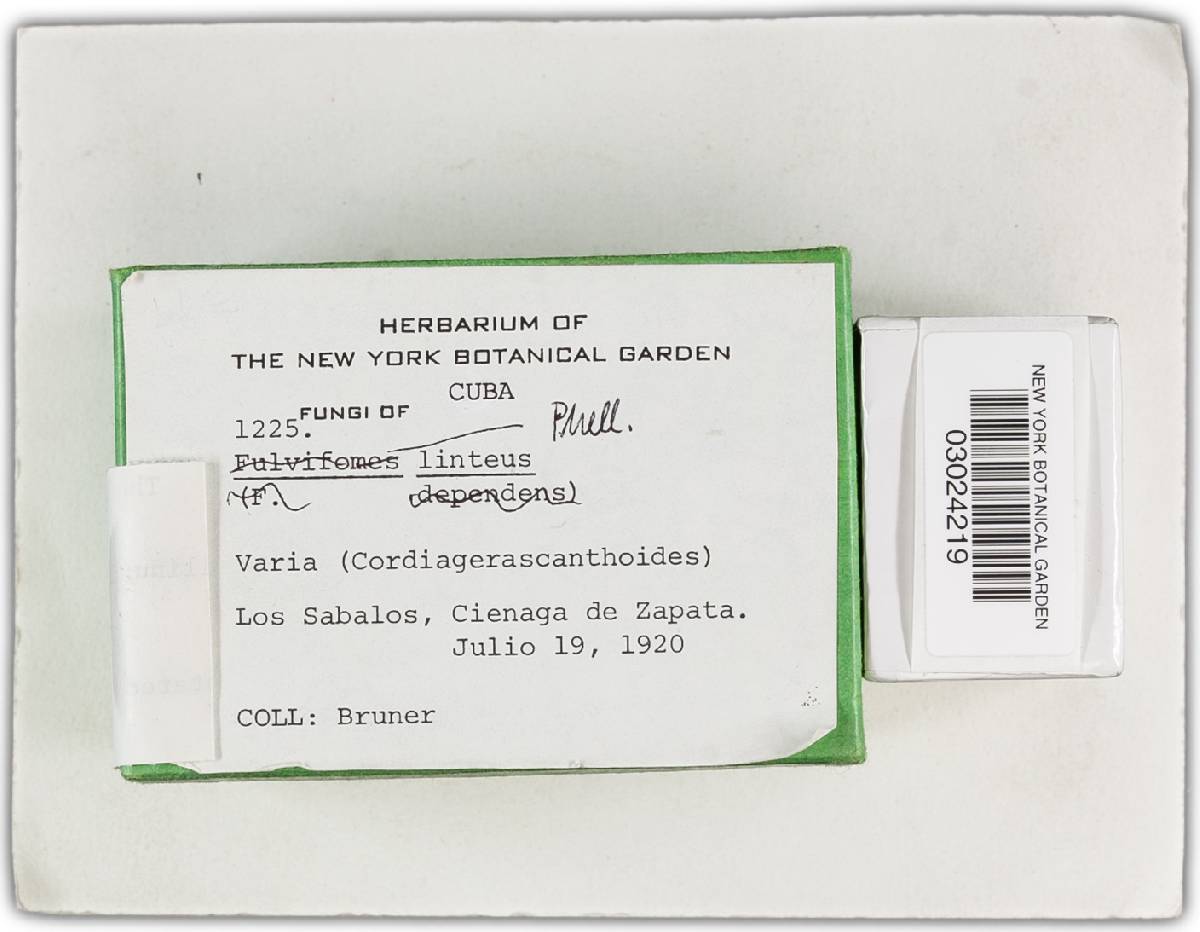 HERBARIUM OF
THE NEW YORK BOTANICAL GARDEN
CUBA
FUNGI OF
1225.
Phell.
Fulvifomes linteus
(F. dependens)
Varia (Cordiagerascanthoides)
Los Sabalos, Cienaga de Zapata.
Julio 19, 1920
COLL: Bruner
NEW YORK BOTANICAL GARDEN
03024219